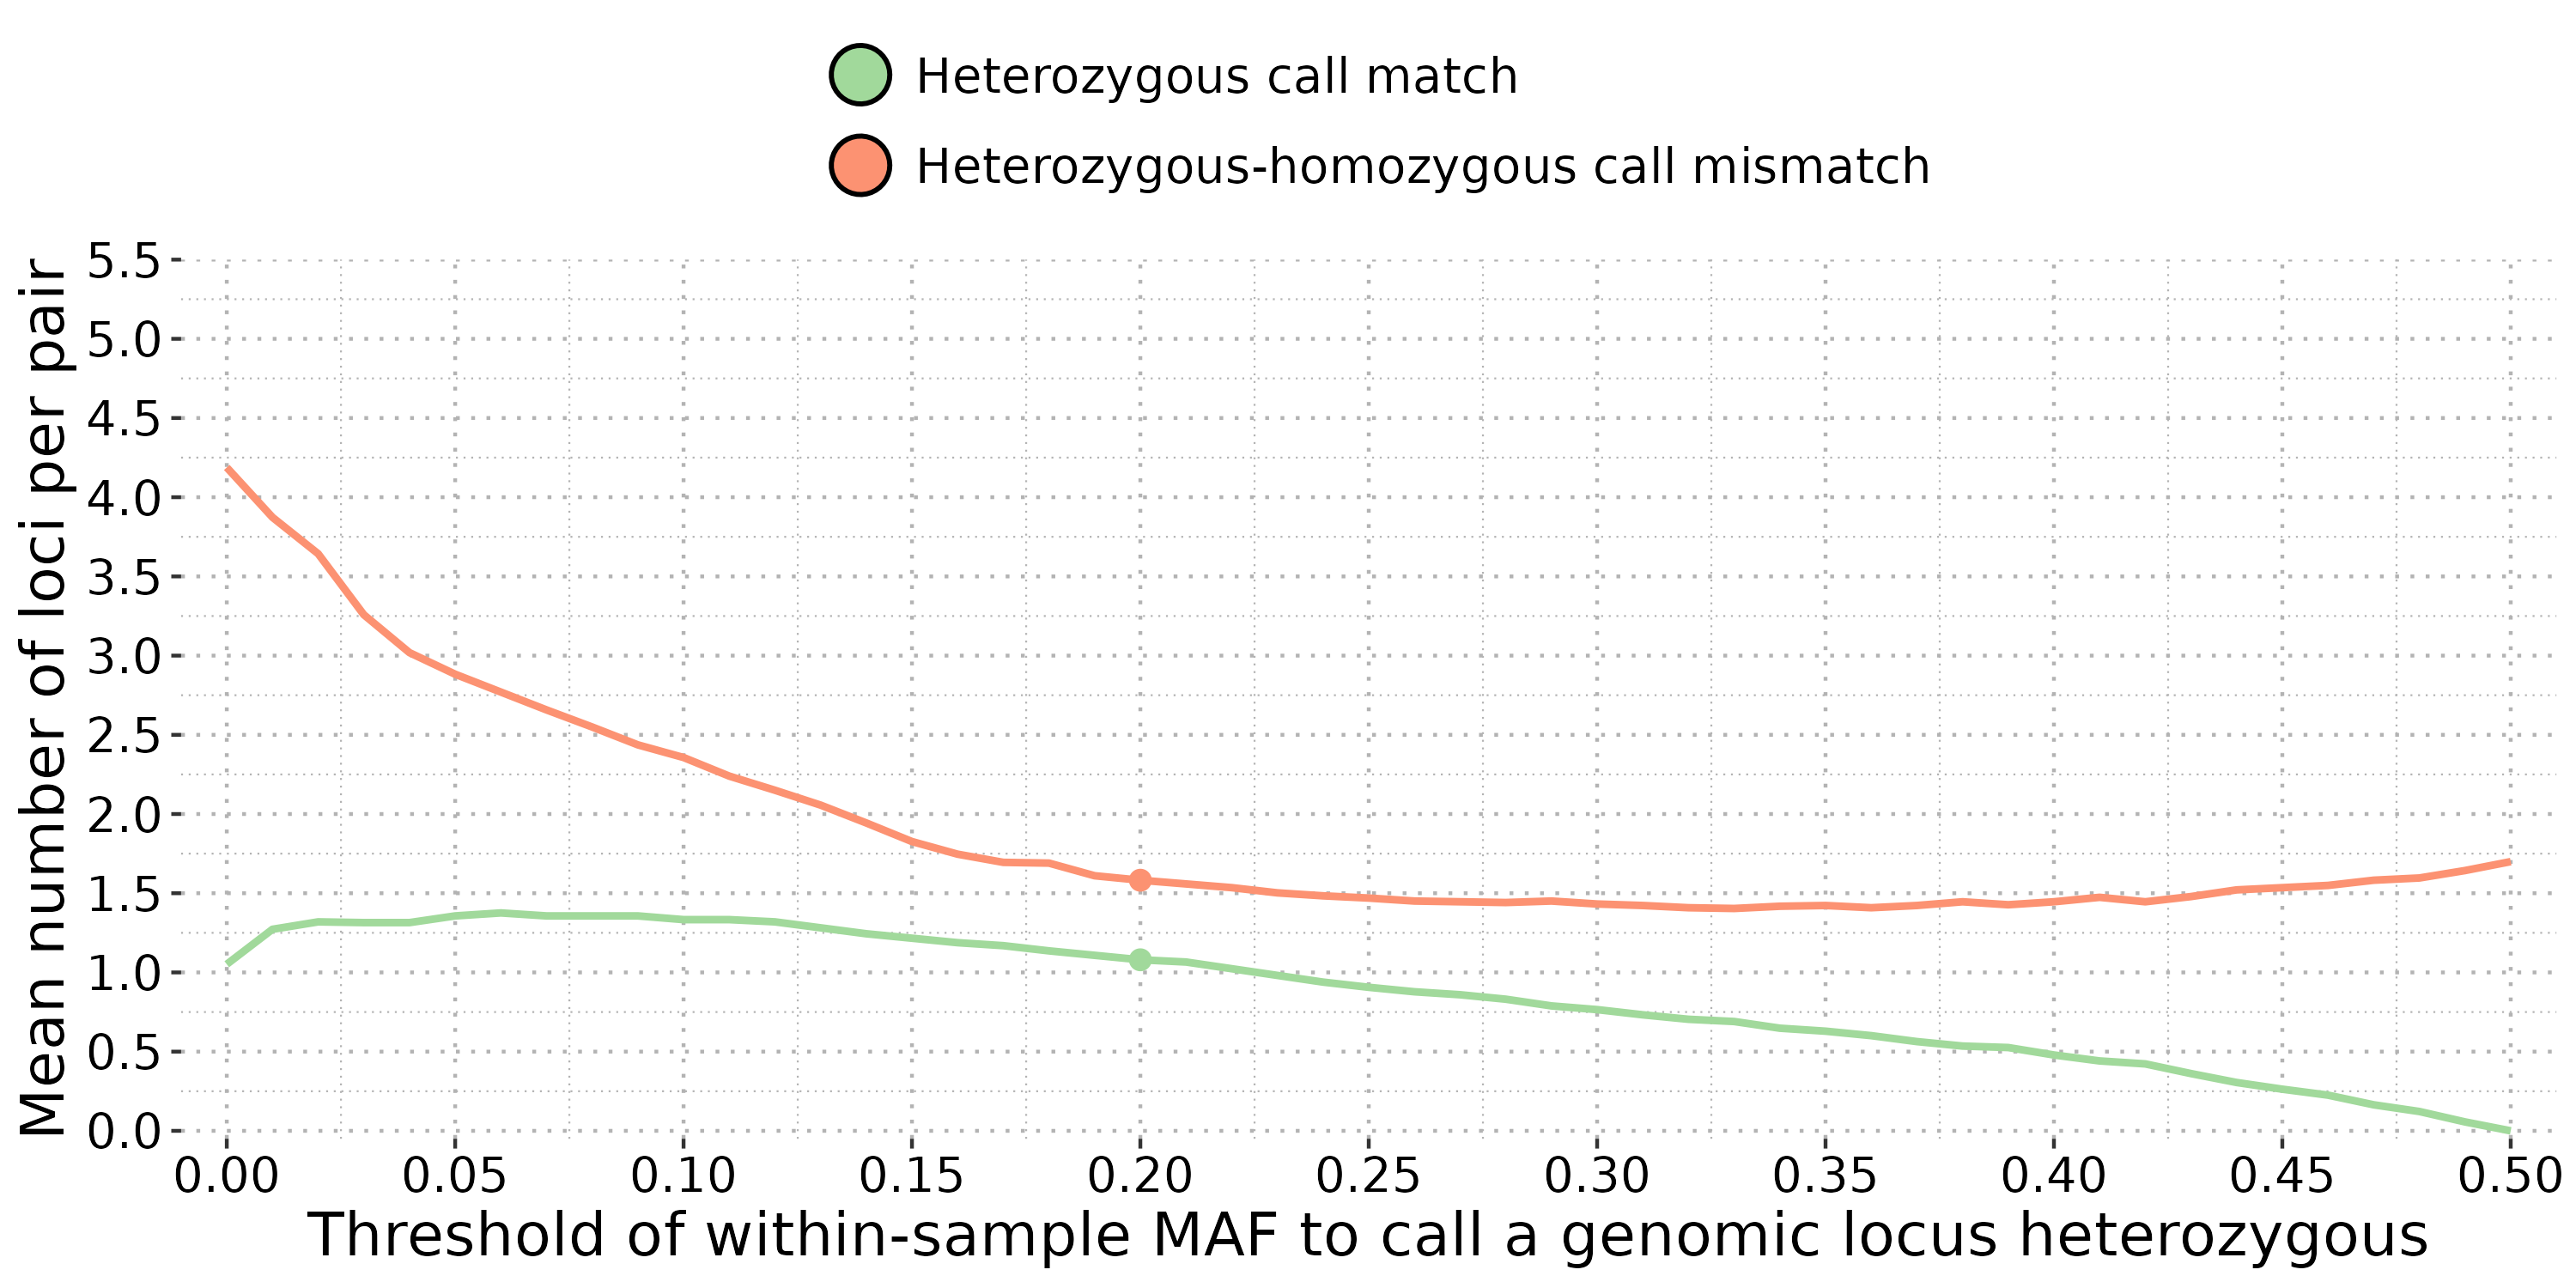 Heterozygous call match
Heterozygous-homozygous call mismatch
Mean number of loci per pair
5.5
5.0
4.5
4.0
3.5
3.0
2.5
2.0
1.5
1.0
0.5
0.0
0.00 0.05 0.10 0.15 0.20 0.25 0.30 0.35 0.40 0.45 0.50
Threshold of within-sample MAF to call a genomic locus heterozygous